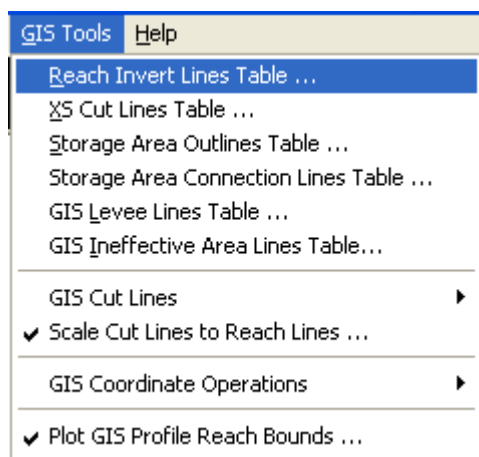 GIS Tools Help
Reach Invert Lines Table ...
XS Cut Lines Table ...
Storage Area Outlines Table ...
Storage Area Connection Lines Table ...
GIS Levee Lines Table ...
GIS Ineffective Area Lines Table...
GIS Cut Lines
Scale Cut Lines to Reach Lines ...
GIS Coordinate Operations
Plot GIS Profile Reach Bounds ...